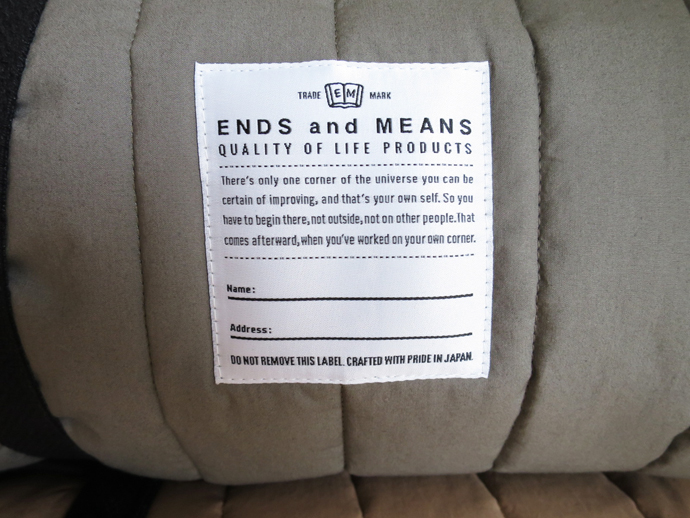 TRADE EM MARK
ENDS and MEANS
QUALITY OF LIFE PRODUCTS
There's only one corner of the universe you can be
certain of improving, and that's your own self. So you
have to begin there, not outside, not on other people. That
comes afterward, when you've worked on your own corner.
Name:
Address:
DO NOT REMOVE THIS LABEL. CRAFTED WITH PRIDE IN JAPAN.